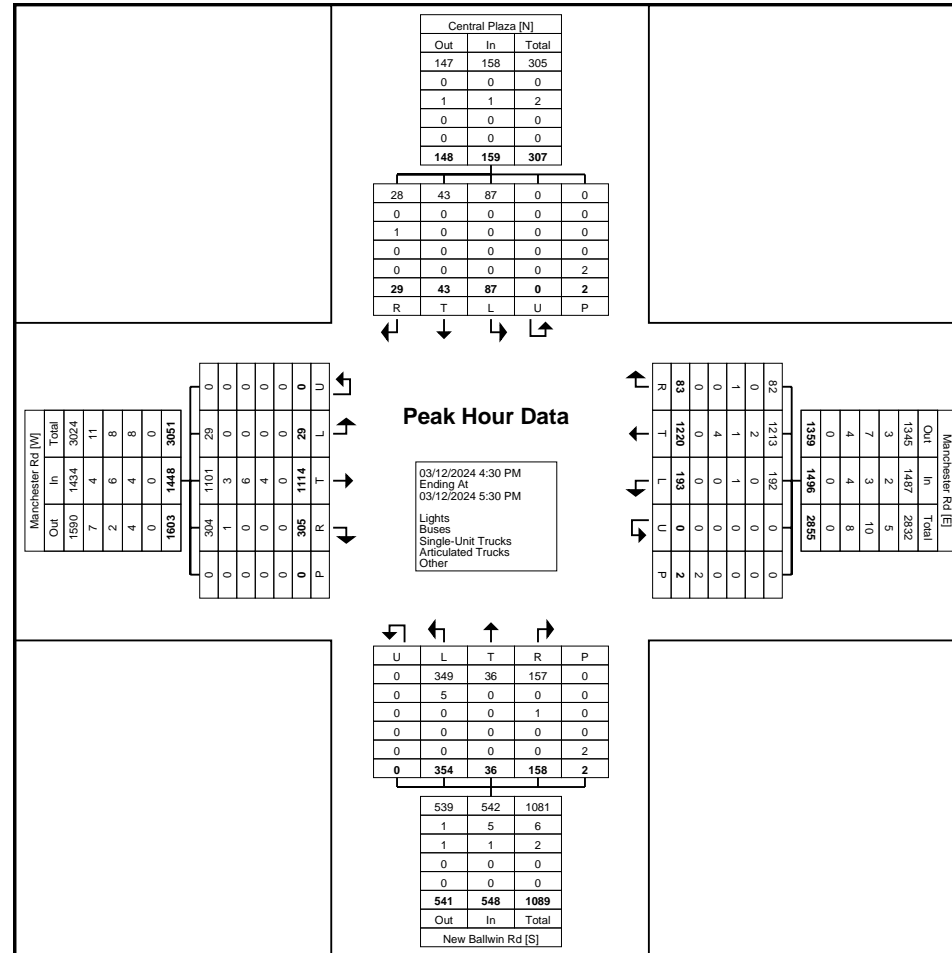 Central Plaza [N]
Out In Total
147 158 305
0 0 0
1 1 2
0 0 0
0 0 0
148 159 307
28 43 87 0 0
0 0 0 0 0
1 0 0 0 0
0 0 0 0 0
0 0 0 0 2
29 43 87 0 2
R T L U P
Manchester Rd [W]
Out In Total
1590 1434 3024
7 4 11
2 6 8
4 4 8
0 0 0
1603 1448 3051
0 304 1101 29 0
0 1 3 0 0
0 0 6 0 0
0 0 4 0 0
0 0 0 0 0
0 305 1114 29 0
P R T L U
Peak Hour Data
03/12/2024 4:30 PM
Ending At
03/12/2024 5:30 PM
Lights
Buses
Single-Unit Trucks
Articulated Trucks
Other
Manchester Rd [E]
Out In Total
1345 1487 2832
3 2 5
7 3 10
4 4 8
0 0 0
1359 1496 2855
82 1213 192 0 0
0 2 0 0 0
1 1 1 0 0
0 4 0 0 0
0 0 0 0 2
83 1220 193 0 2
R T L U P
U L T R P
0 349 36 157 0
0 5 0 0 0
0 0 0 1 0
0 0 0 0 0
0 0 0 0 2
0 354 36 158 2
539 542 1081
1 5 6
1 1 2
0 0 0
0 0 0
541 548 1089
Out In Total
New Ballwin Rd [S]